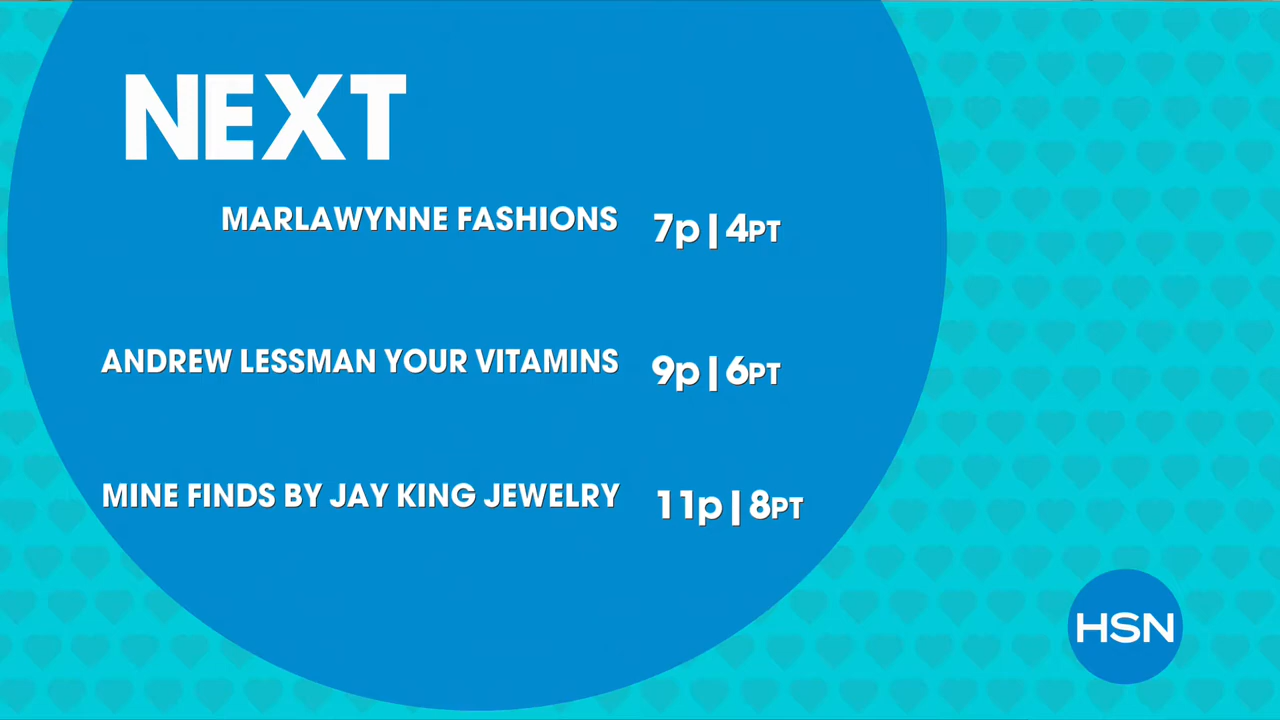 NEXT
MARLAWYNNE FASHIONS 7p | 4PT
ANDREW LESSMAN YOUR VITAMINS 9p | 6PT
MINE FINDS BY JAY KING JEWELRY 11p | 8PT
HSN